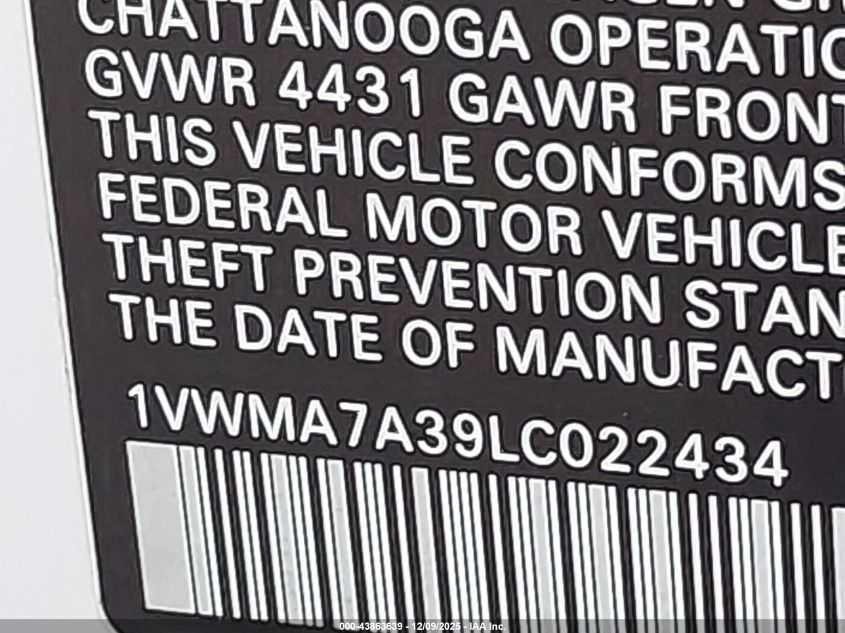 CHATTANOOGA OPERATIO
GVWR 4431 GAWR FRONT
THIS VEHICLE CONFORMS
FEDERAL MOTOR VEHICLE
THEFT PREVENTION STAN
THE DATE OF MANUFACT
1VWMA7A39LC022434
000-43863639 - 12/09/2025 - IAA Inc.